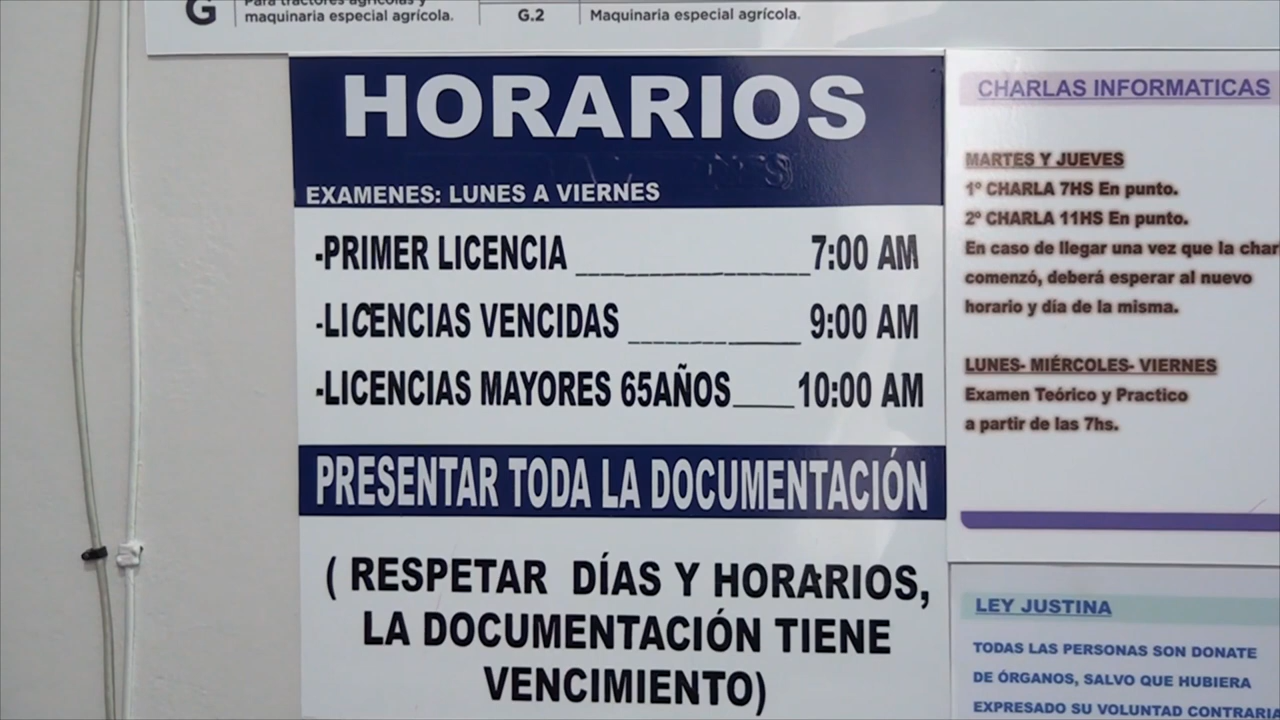 G
Para tractores agrícolas y
maquinaria especial agrícola.
G.2
Maquinaria especial agrícola.
HORARIOS
EXAMENES: LUNES A VIERNES
-PRIMER LICENCIA __________________ 7:00 AM
-LICENCIAS VENCIDAS _____________ 9:00 AM
-LICENCIAS MAYORES 65AÑOS____10:00 AM
PRESENTAR TODA LA DOCUMENTACIÓN
( RESPETAR DÍAS Y HORARIOS,
LA DOCUMENTACIÓN TIENE
VENCIMIENTO)
CHARLAS INFORMATICAS
MARTES Y JUEVES
1º CHARLA 7HS En punto.
2º CHARLA 11HS En punto.
En caso de llegar una vez que la char
comenzó, deberá esperar al nuevo
horario y día de la misma.
LUNES- MIÉRCOLES- VIERNES
Examen Teórico y Practico
a partir de las 7hs.
LEY JUSTINA
TODAS LAS PERSONAS SON DONATE
DE ÓRGANOS, SALVO QUE HUBIERA
EXPRESADO SU VOLUNTAD CONTRARIA